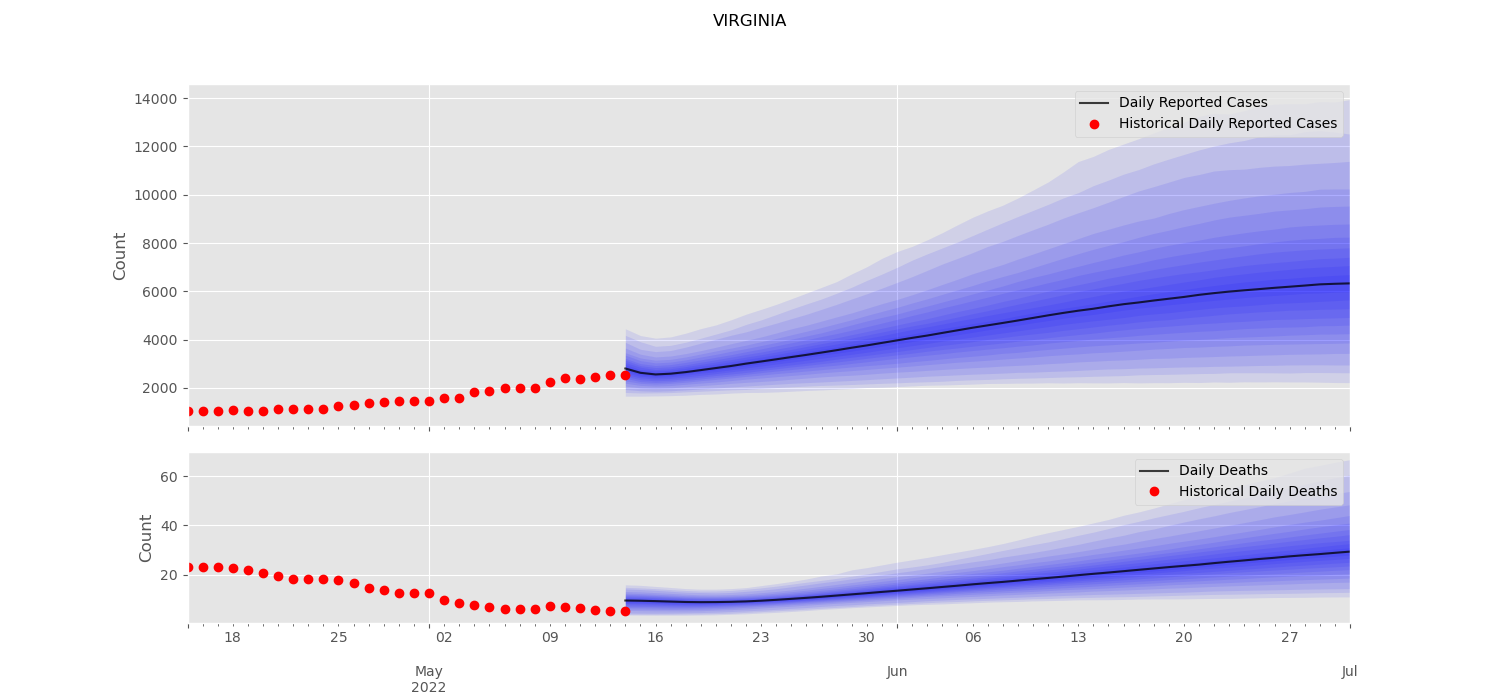 VIRGINIA
14000
12000
10000
8000
6000
4000
2000
Count
Daily Reported Cases
Historical Daily Reported Cases
60
40
20
Count
Daily Deaths
Historical Daily Deaths
18 25 02 09 16 23 30 06 13 20 27
May Jun Jul
2022